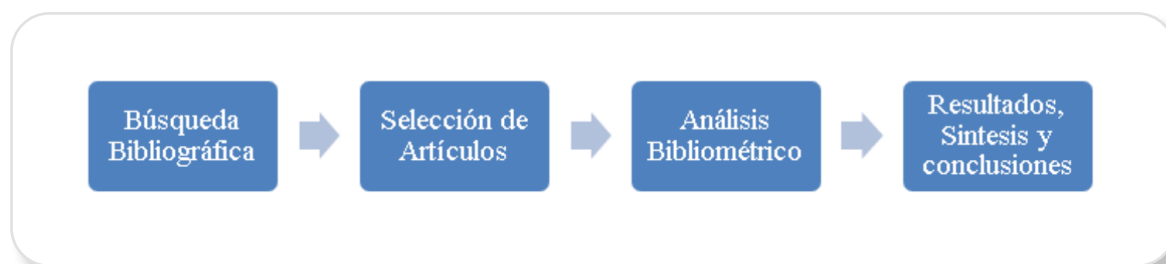 Búsqueda
Bibliográfica
Selección de
Artículos
Análisis
Bibliométrico
Resultados,
Sintesis y
conclusiones